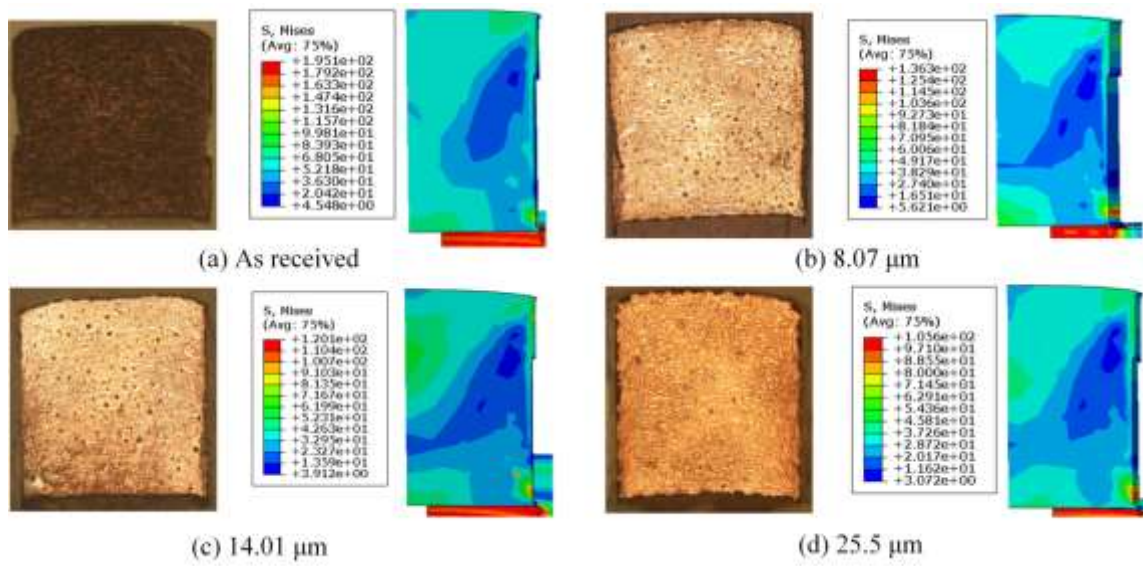 S, Mises
(Avg: 75%)
+1.951e+02
+1.792e+02
+1.633e+02
+1.474e+02
+1.316e+02
+1.157e+02
+9.981e+01
+8.393e+01
+6.805e+01
+5.218e+01
+3.630e+01
+2.042e+01
+4.548e+00
(a) As received
S, Mises
(Avg: 75%)
+1.363e+02
+1.254e+02
+1.145e+02
+1.036e+02
+9.273e+01
+8.184e+01
+7.095e+01
+6.006e+01
+4.917e+01
+3.829e+01
+2.740e+01
+1.651e+01
+5.621e+00
(b) 8.07 μm
S, Mises
(Avg: 75%)
+1.201e+02
+1.104e+02
+1.007e+02
+9.103e+01
+8.135e+01
+7.167e+01
+6.199e+01
+5.231e+01
+4.263e+01
+3.295e+01
+2.327e+01
+1.359e+01
+3.912e+00
(c) 14.01 μm
S, Mises
(Avg: 75%)
+1.056e+02
+9.710e+01
+8.855e+01
+8.000e+01
+7.145e+01
+6.291e+01
+5.436e+01
+4.581e+01
+3.726e+01
+2.872e+01
+2.017e+01
+1.162e+01
+3.072e+00
(d) 25.5 μm